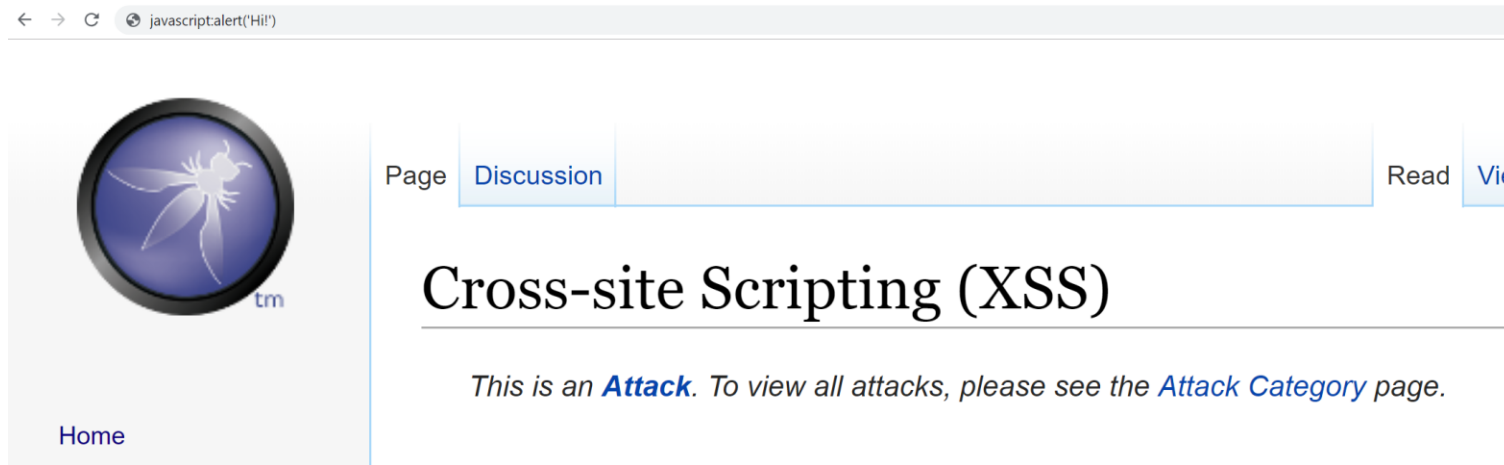 javascript:alert('Hi!')
tm
Page Discussion Read Vie
Cross-site Scripting (XSS)
This is an Attack. To view all attacks, please see the Attack Category page.
Home